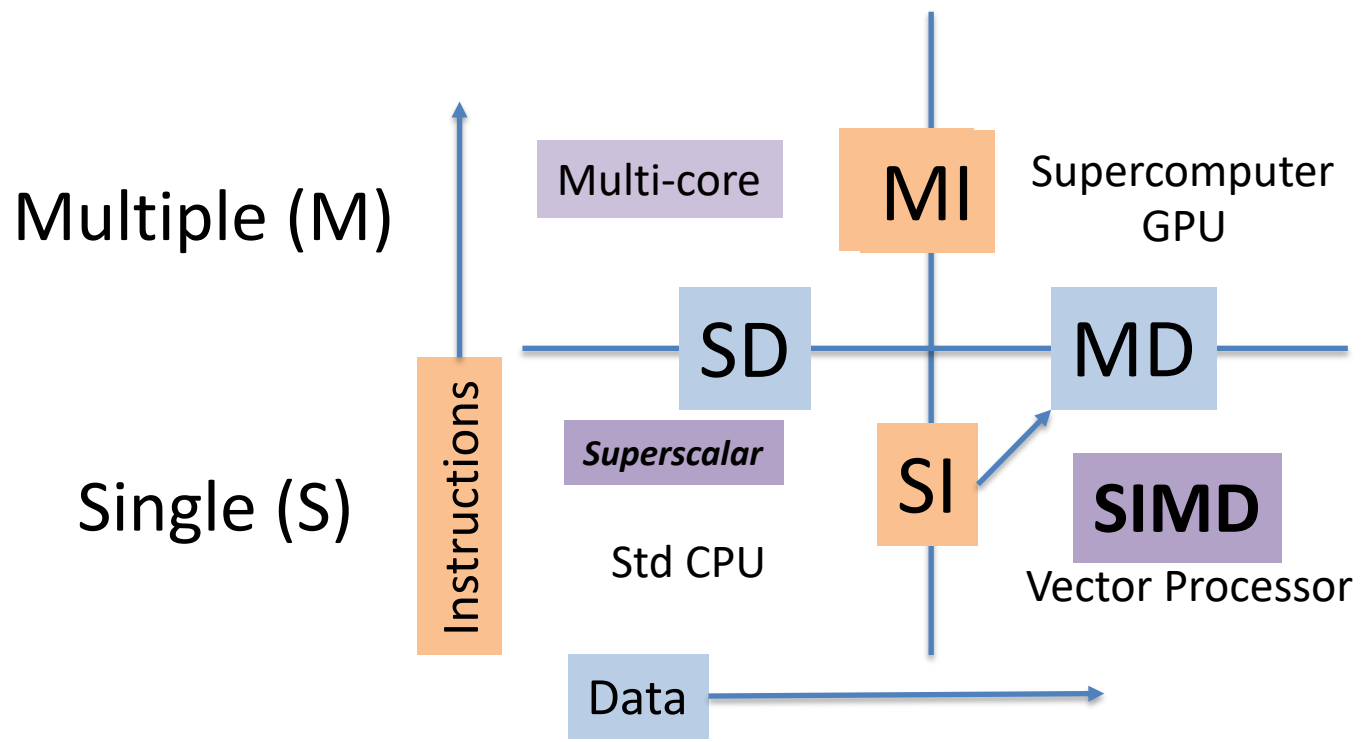 Multiple (M)
Multi-core
MI
Supercomputer
GPU
SD
MD
Instructions
Superscalar
Single (S)
SI
SIMD
Std CPU
Vector Processor
Data